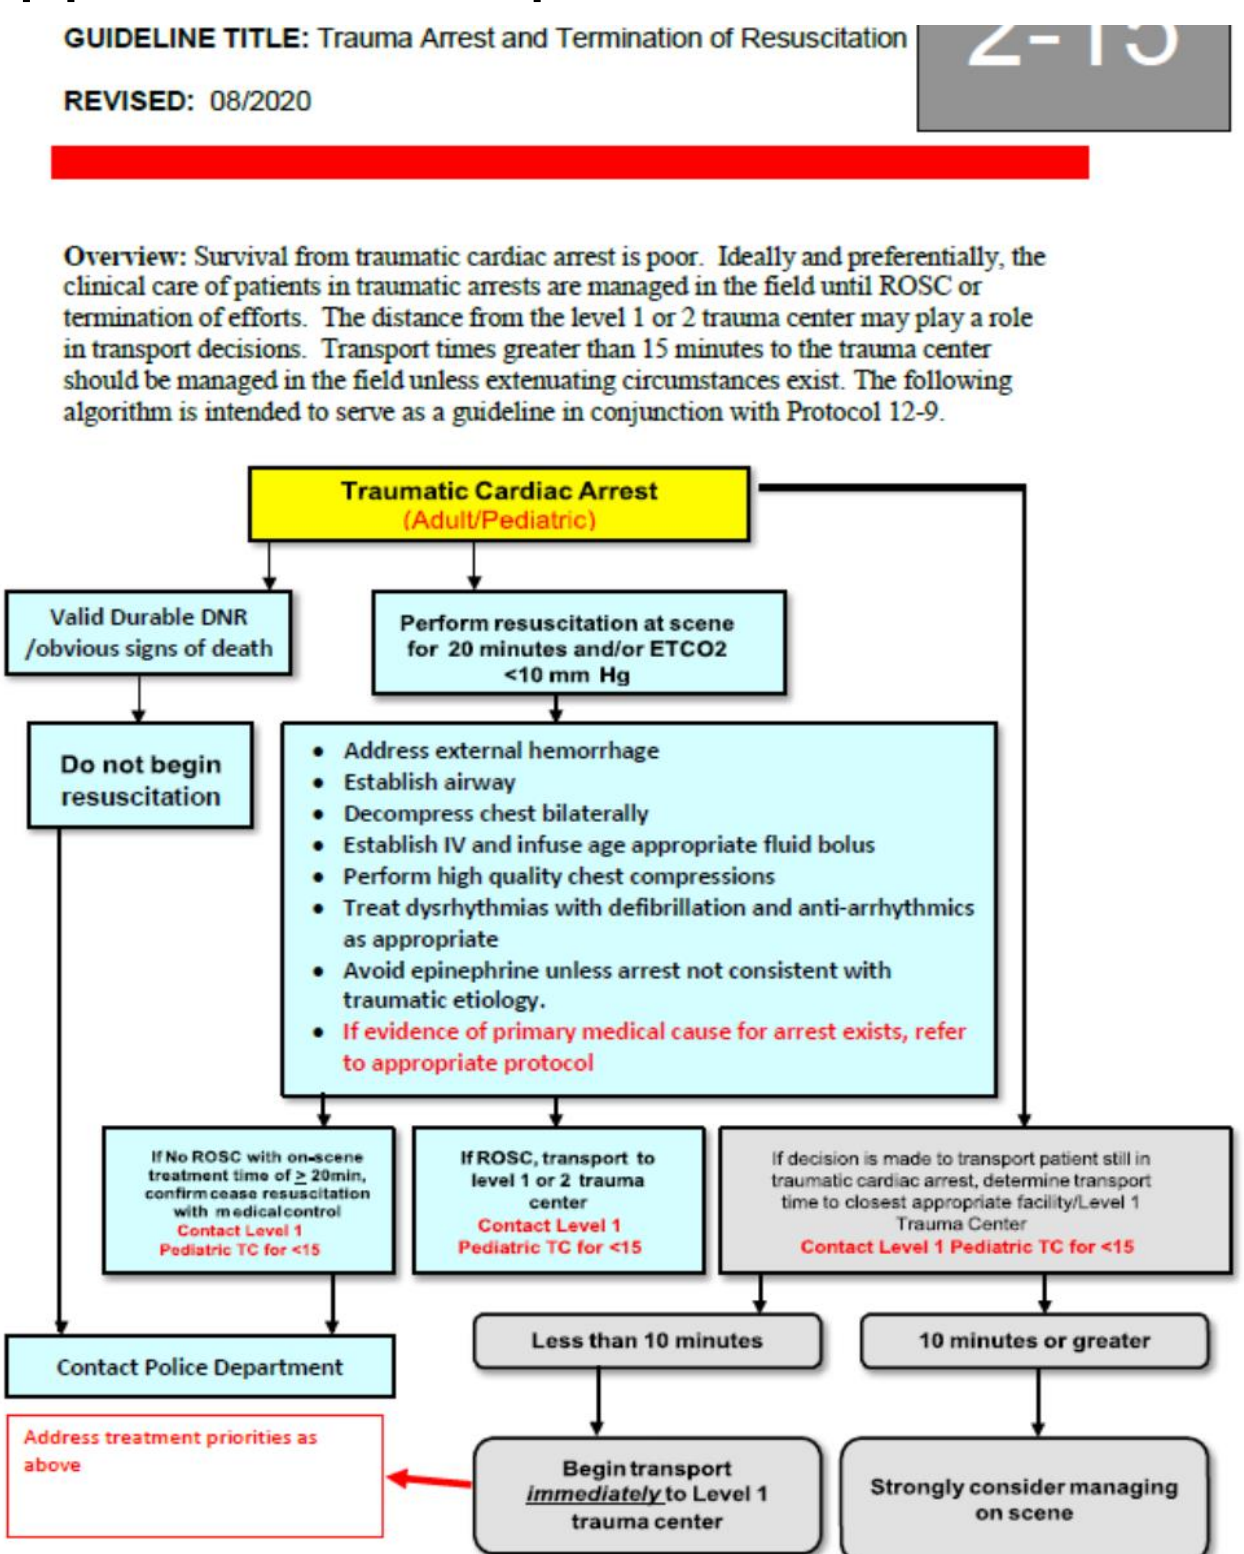 GUIDELINE TITLE: Trauma Arrest and Termination of Resuscitation
2-15
REVISED: 08/2020
Overview: Survival from traumatic cardiac arrest is poor. Ideally and preferentially, the
clinical care of patients in traumatic arrests are managed in the field until ROSC or
termination of efforts. The distance from the level 1 or 2 trauma center may play a role
in transport decisions. Transport times greater than 15 minutes to the trauma center
should be managed in the field unless extenuating circumstances exist. The following
algorithm is intended to serve as a guideline in conjunction with Protocol 12-9.
Traumatic Cardiac Arrest
(Adult/Pediatric)
Valid Durable DNR
/obvious signs of death
Perform resuscitation at scene
for 20 minutes and/or ETCO2
<10 mm Hg
Do not begin
resuscitation
• Address external hemorrhage
• Establish airway
• Decompress chest bilaterally
• Establish IV and infuse age appropriate fluid bolus
• Perform high quality chest compressions
• Treat dysrhythmias with defibrillation and anti-arrhythmics
as appropriate
• Avoid epinephrine unless arrest not consistent with
traumatic etiology.
• If evidence of primary medical cause for arrest exists, refer
to appropriate protocol
If No ROSC with on-scene
treatment time of ≥ 20min,
confirm cease resuscitation
with medical control
Contact Level 1
Pediatric TC for <15
If ROSC, transport to
level 1 or 2 trauma
center
Contact Level 1
Pediatric TC for <15
If decision is made to transport patient still in
traumatic cardiac arrest, determine transport
time to closest appropriate facility/Level 1
Trauma Center
Contact Level 1 Pediatric TC for <15
Less than 10 minutes
10 minutes or greater
Contact Police Department
Address treatment priorities as
above
Begin transport
immediately to Level 1
trauma center
Strongly consider managing
on scene